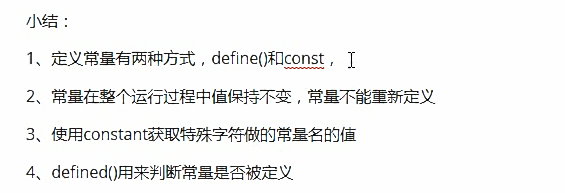 小结：
1、定义常量有两种方式，define()和const，
2、常量在整个运行过程中值保持不变，常量不能重新定义
3、使用constant获取特殊字符做的常量名的值
4、defined()用来判断常量是否被定义